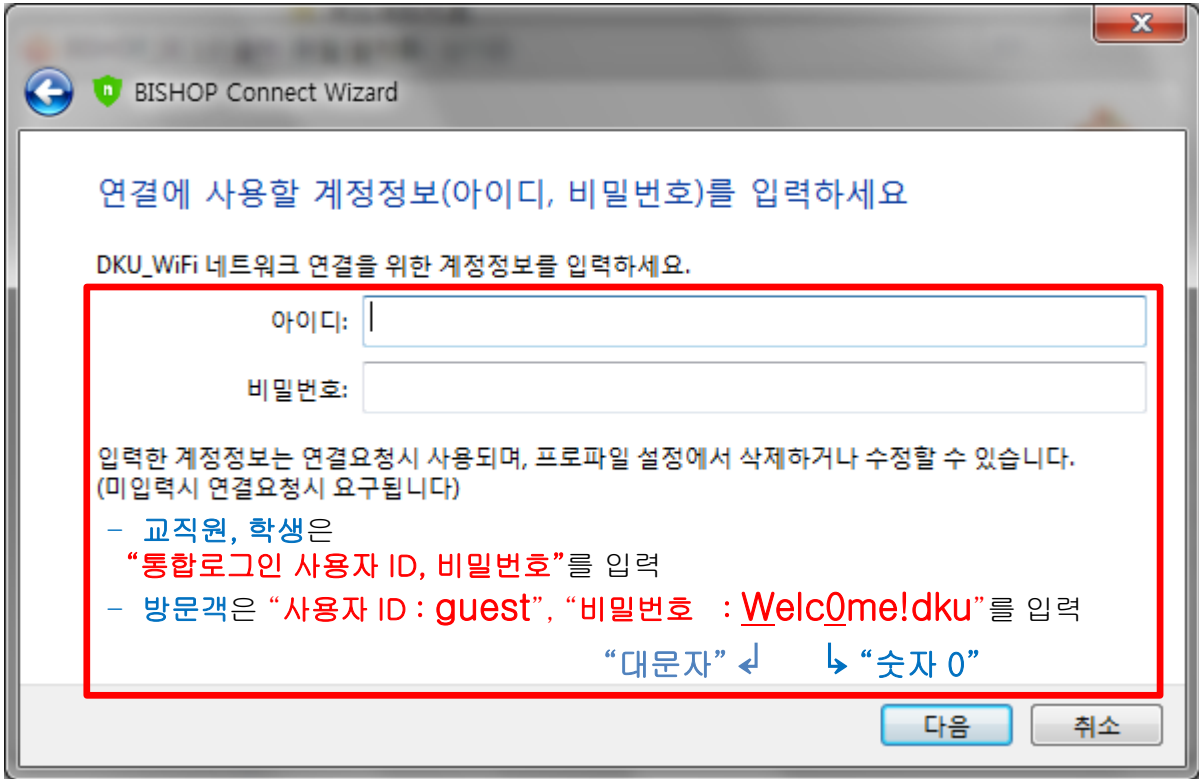 BISHOP Connect Wizard
연결에 사용할 계정정보(아이디, 비밀번호)를 입력하세요
DKU_WiFi 네트워크 연결을 위한 계정정보를 입력하세요.
아이디:
비밀번호:
입력한 계정정보는 연결요청시 사용되며, 프로파일 설정에서 삭제하거나 수정할 수 있습니다.
(미입력시 연결요청시 요구됩니다)
- 교직원, 학생은
“통합로그인 사용자 ID, 비밀번호”를 입력
- 방문객은 “사용자 ID : guest”, “비밀번호 : Welc0me!dku”를 입력
“대문자” ↲ ↳ “숫자 0”
다음 취소